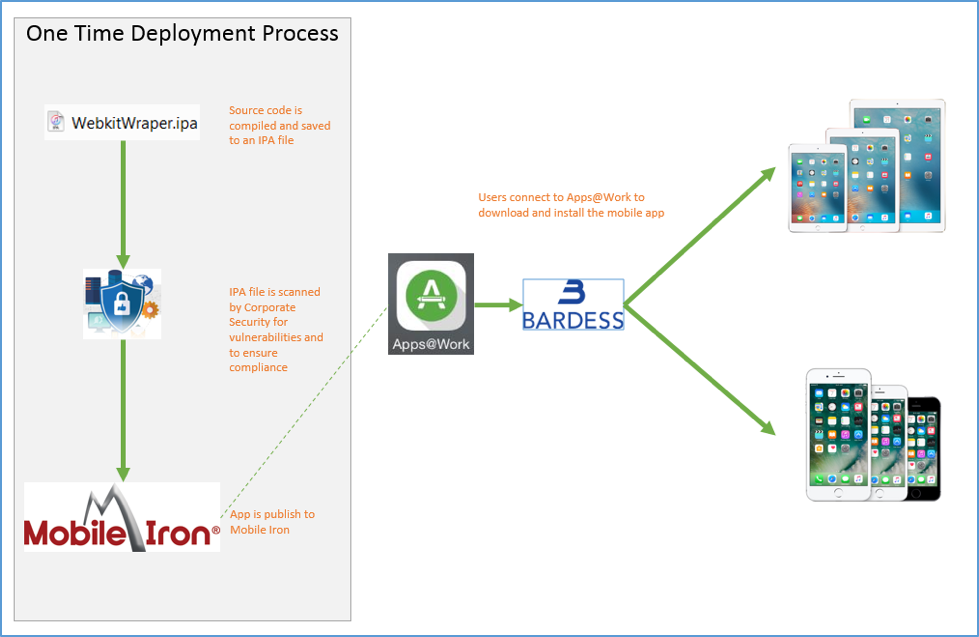 One Time Deployment Process
WebkitWraper.ipa
Source code is
compiled and saved
to an IPA file
IPA file is scanned
by Corporate
Security for
vulnerabilities and
to ensure
compliance
MobileIron®
App is publish to
Mobile Iron
Users connect to Apps@Work to
download and install the mobile app
Apps@Work
BARDESS